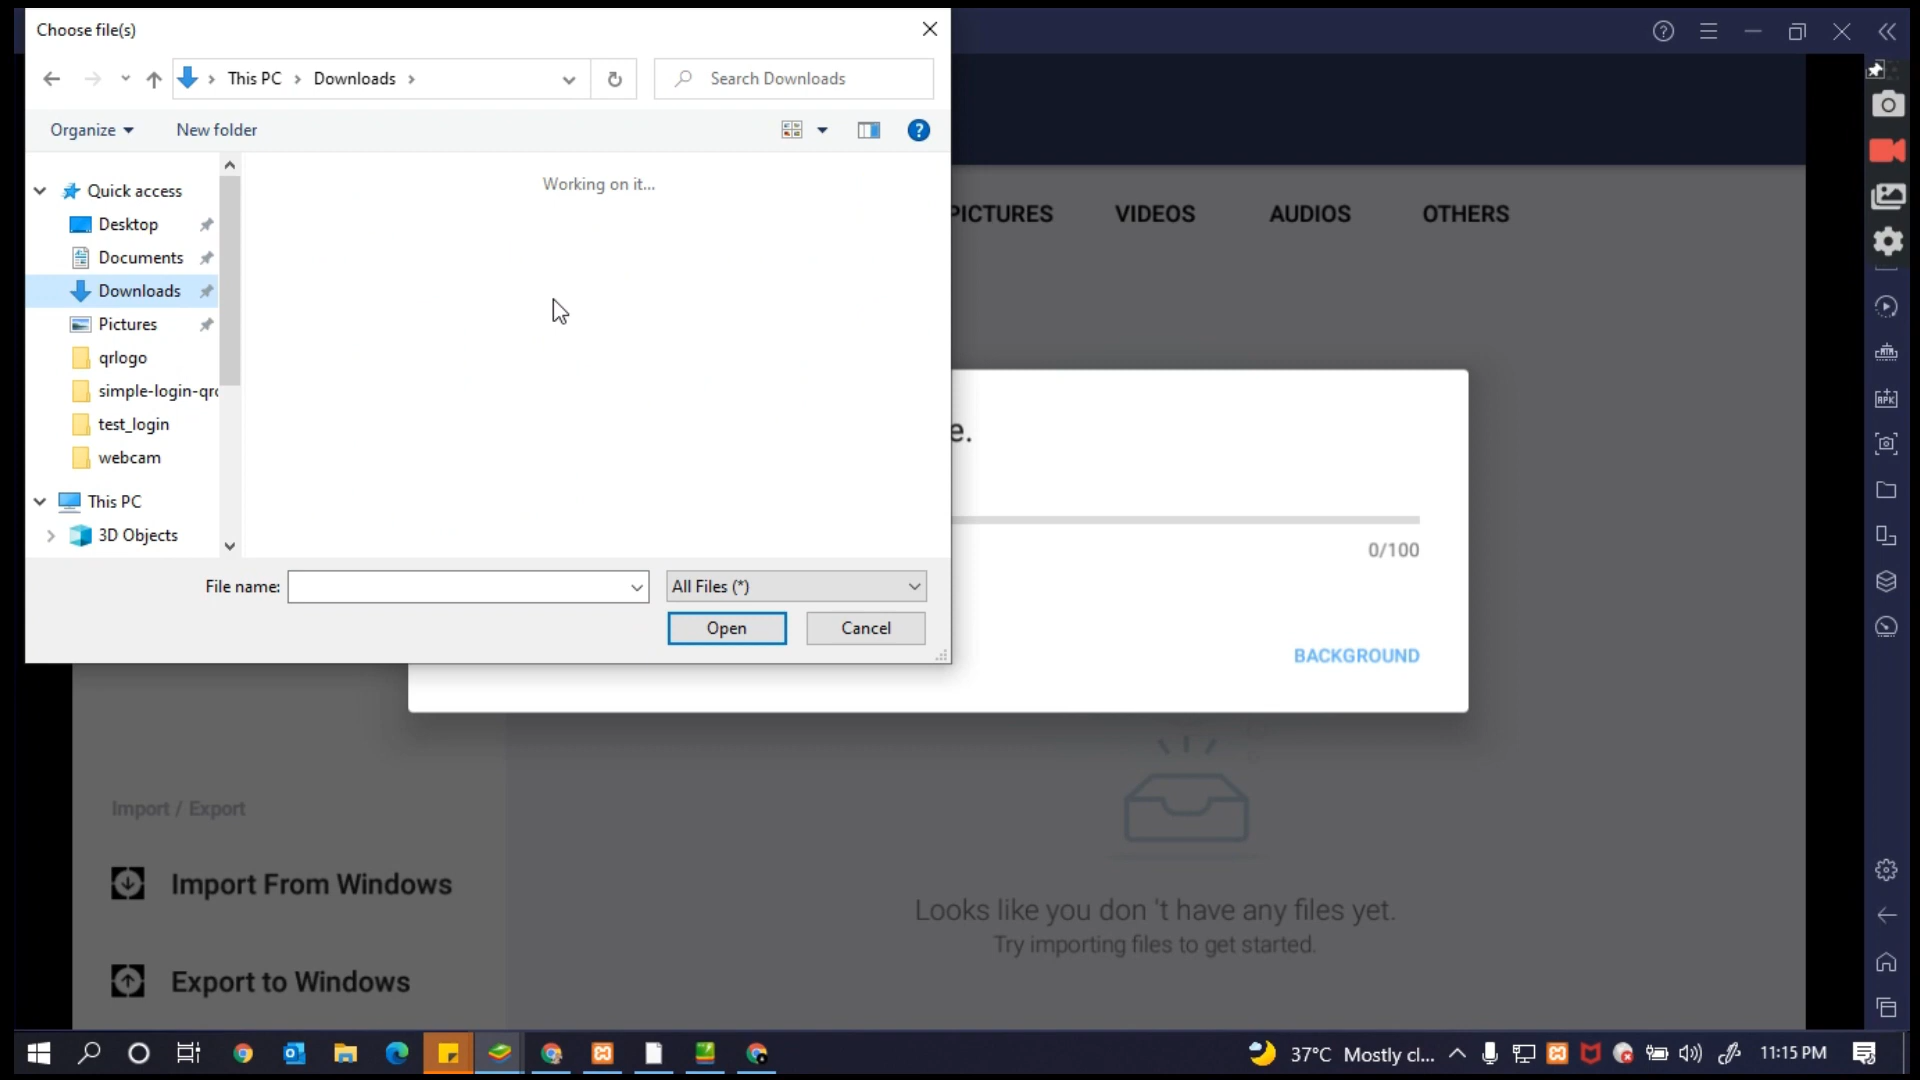 Choose file(s)
This PC
Downloads
Search Downloads
Organize
New folder
Working on it...
Quick access
Desktop
Documents
Downloads
Pictures
qrlogo
simple-login-qrc
test_login
webcam
This PC
3D Objects
File name:
All Files (*)
Open
Cancel
PICTURES
VIDEOS
AUDIOS
OTHERS
e.
0/100
BACKGROUND
Import / Export
Import From Windows
Export to Windows
Looks like you don 't have any files yet.
Try importing files to get started.
37°C Mostly cl...
11:15 PM